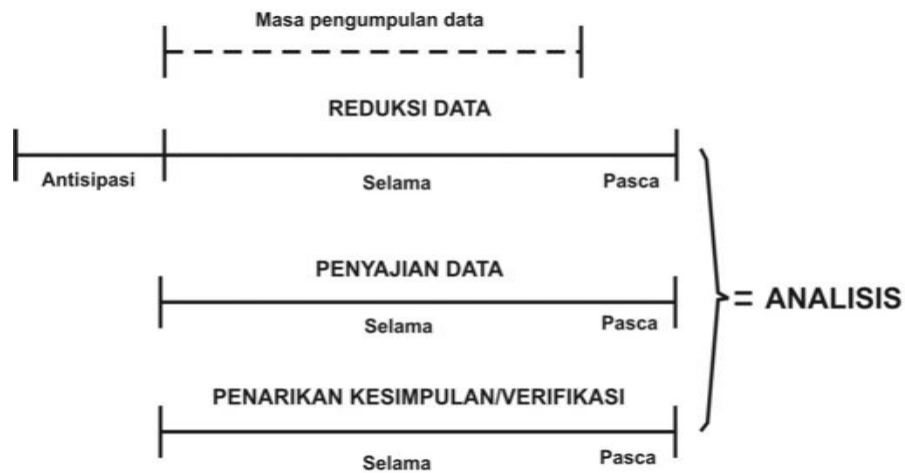 Masa pengumpulan data
REDUKSI DATA
Antisipasi Selama Pasca
PENYAJIAN DATA
Selama Pasca
= ANALISIS
PENARIKAN KESIMPULAN/VERIFIKASI
Selama Pasca